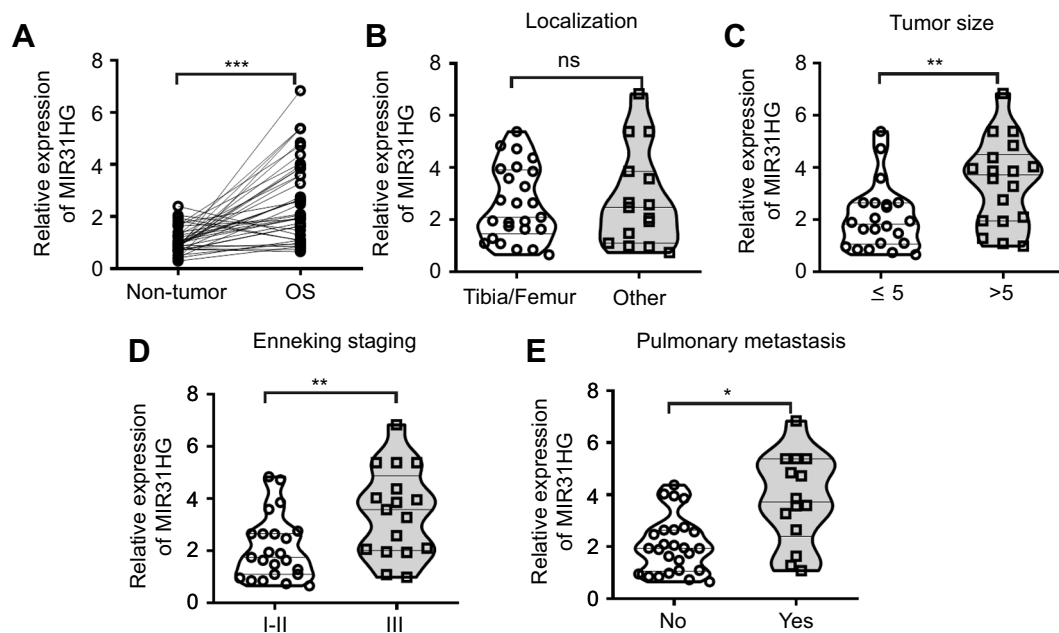 A
Relative expression
of MIR31HG
8
6
4
2
0
***
Non-tumor OS
B
Localization
Relative expression
of MIR31HG
8
6
4
2
0
ns
Tibia/Femur Other
C
Tumor size
Relative expression
of MIR31HG
8
6
4
2
0
**
≤ 5 >5
D
Enneking staging
Relative expression
of MIR31HG
8
6
4
2
0
**
I-II III
E
Pulmonary metastasis
Relative expression
of MIR31HG
8
6
4
2
0
*
No Yes